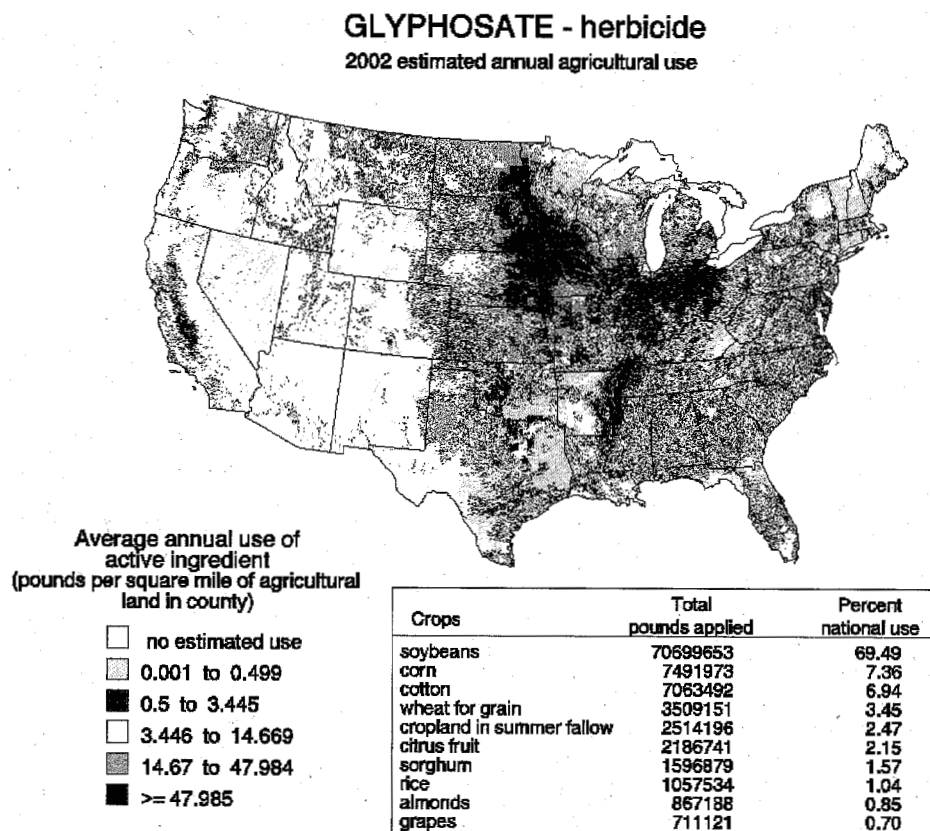 GLYPHOSATE - herbicide
2002 estimated annual agricultural use
Average annual use of
active ingredient
(pounds per square mile of agricultural
land in county)
no estimated use
0.001 to 0.499
0.5 to 3.445
3.446 to 14.669
14.67 to 47.984
>= 47.985
Crops Total pounds applied Percent national use
soybeans 70699653 69.49
corn 7491973 7.36
cotton 7063492 6.94
wheat for grain 3509151 3.45
cropland in summer fallow 2514196 2.47
citrus fruit 2186741 2.15
sorghum 1596879 1.57
rice 1057534 1.04
almonds 867188 0.85
grapes 711121 0.70